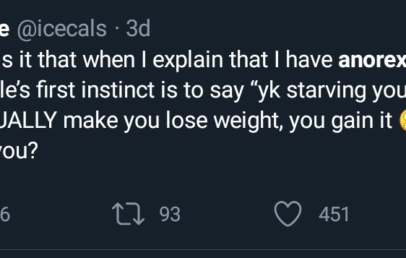 e @icecals · 3d
s it that when I explain that I have anorex
le's first instinct is to say "yk starving you
UALLY make you lose weight, you gain it
you?
6 93 451